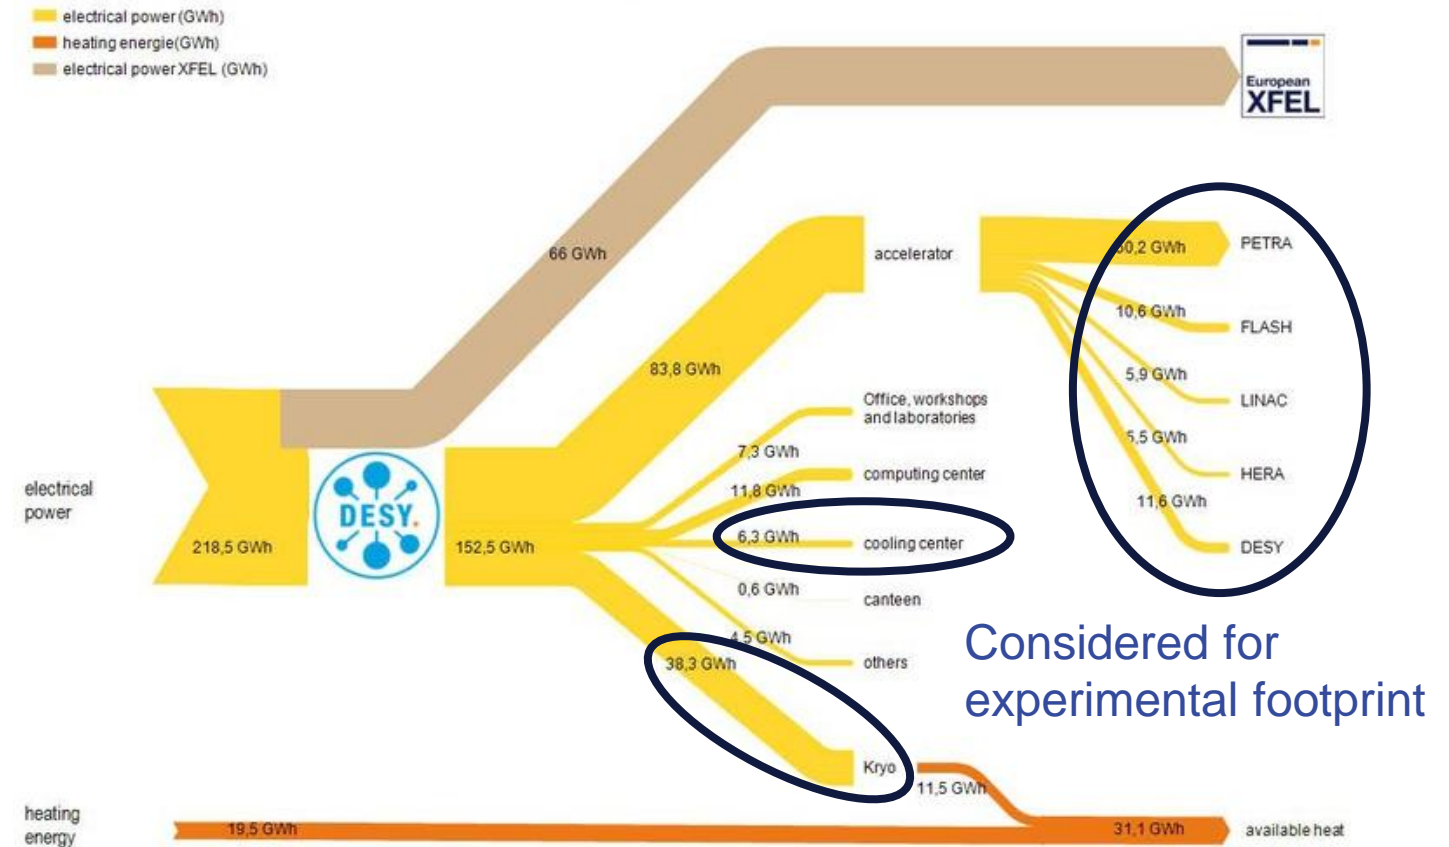 electrical power (GWh)
heating energie(GWh)
electrical power XFEL (GWh)
European
XFEL
66 GWh
accelerator
60,2 GWh
PETRA
10,6 GWh
FLASH
83,8 GWh
5,9 GWh
LINAC
Office, workshops
and laboratories
7,3 GWh
5,5 GWh
HERA
computing center
11,8 GWh
11,6 GWh
electrical
power
218,5 GWh
DESY.
152,5 GWh
6,3 GWh
cooling center
DESY
0,6 GWh
canteen
4,5 GWh
others
38,3 GWh
Considered for
experimental footprint
Kryo
11,5 GWh
heating
energy
19,5 GWh
31,1 GWh
available heat